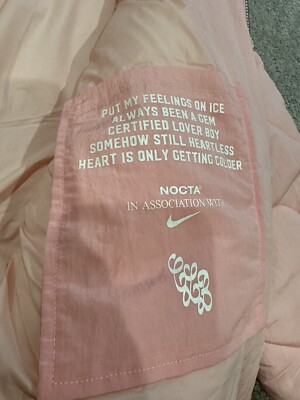 PUT MY FEELINGS ON ICE
ALWAYS BEEN A GEM
CERTIFIED LOVER BOY
SOMEHOW STILL HEARTLESS
HEART IS ONLY GETTING COLDER
NOCTA
IN ASSOCIATION WITH